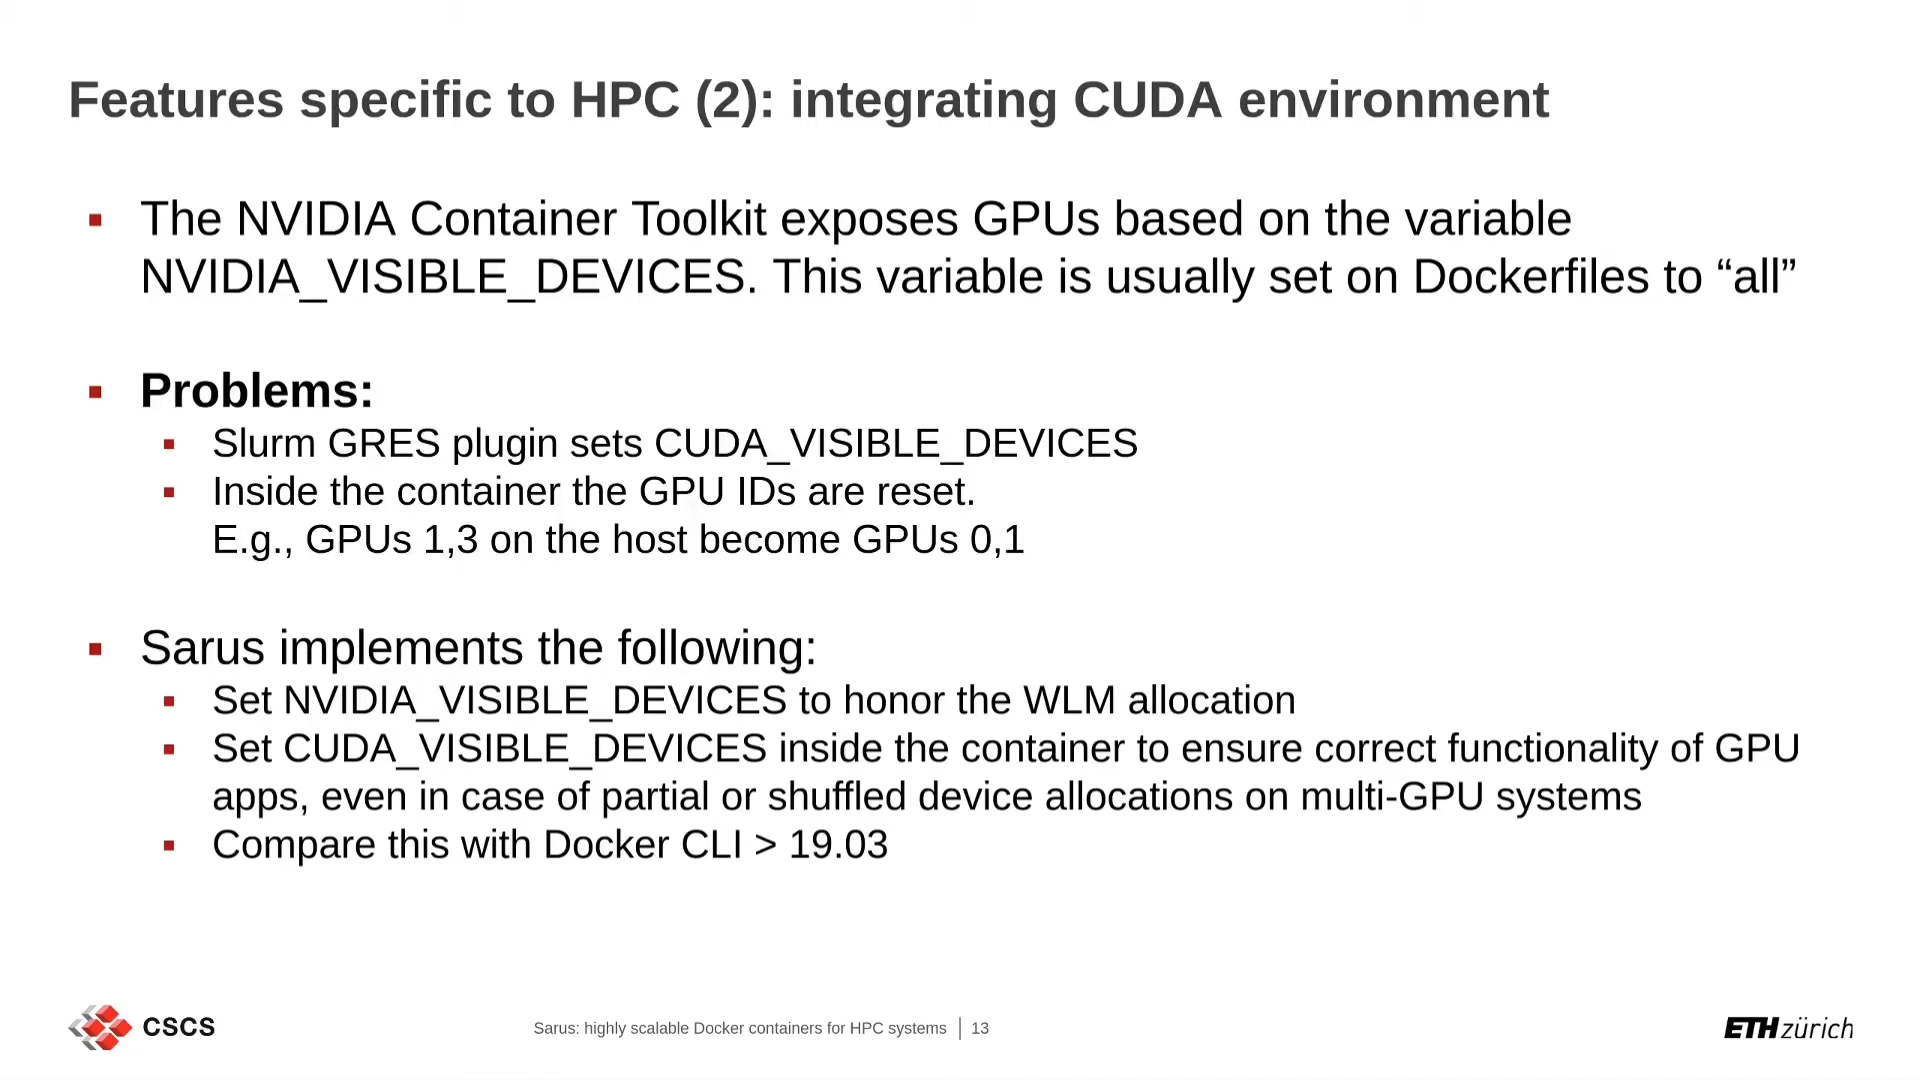 Features specific to HPC (2): integrating CUDA environment
▪ The NVIDIA Container Toolkit exposes GPUs based on the variable
NVIDIA_VISIBLE_DEVICES. This variable is usually set on Dockerfiles to “all”
▪ Problems:
▪ Slurm GRES plugin sets CUDA_VISIBLE_DEVICES
▪ Inside the container the GPU IDs are reset.
E.g., GPUs 1,3 on the host become GPUs 0,1
▪ Sarus implements the following:
▪ Set NVIDIA_VISIBLE_DEVICES to honor the WLM allocation
▪ Set CUDA_VISIBLE_DEVICES inside the container to ensure correct functionality of GPU
apps, even in case of partial or shuffled device allocations on multi-GPU systems
▪ Compare this with Docker CLI > 19.03
CSCS
Sarus: highly scalable Docker containers for HPC systems | 13
ETH zürich